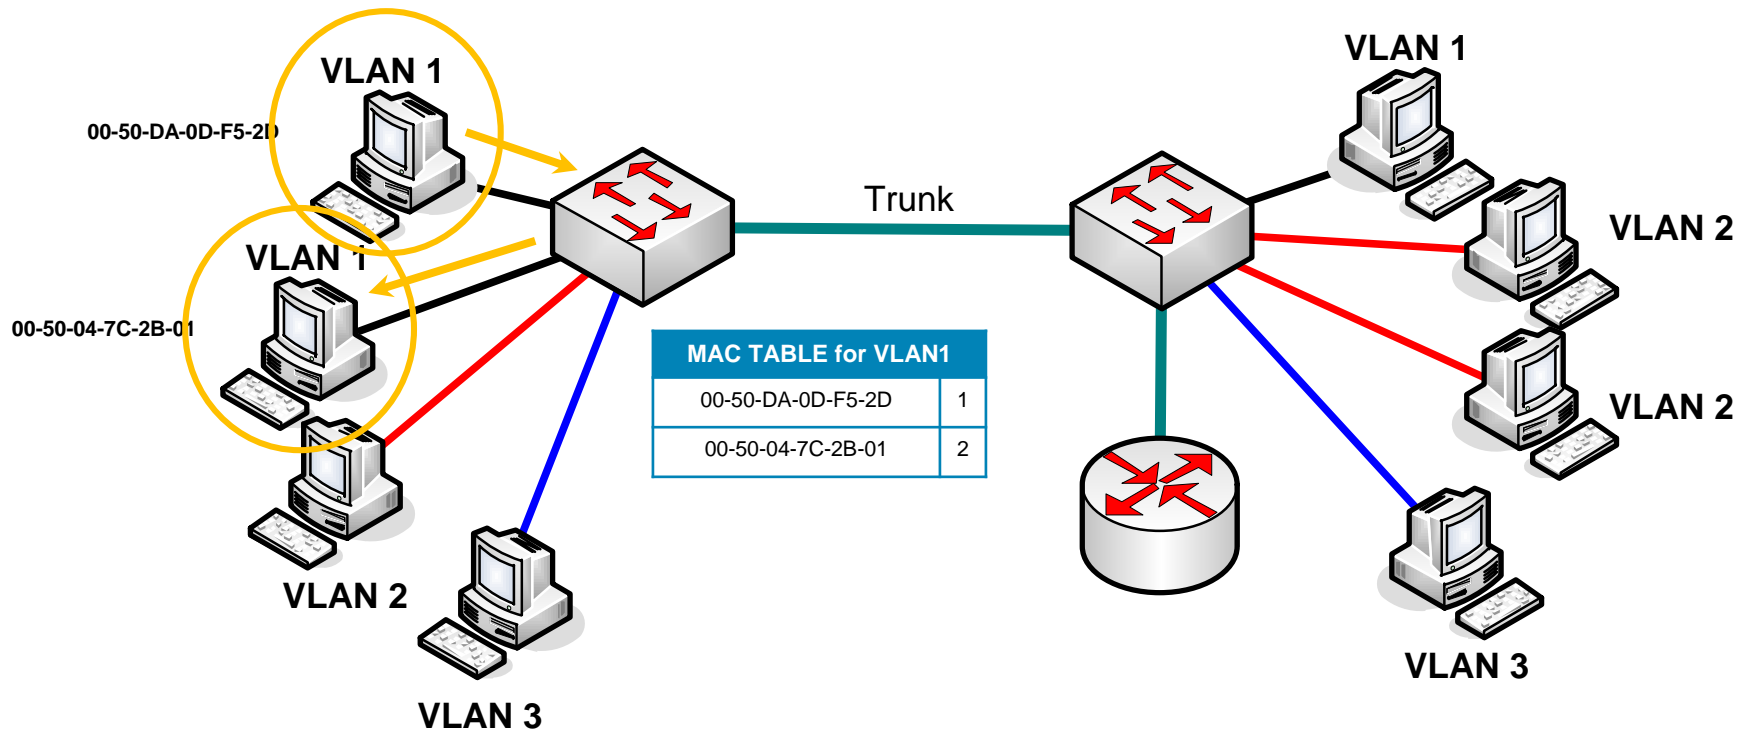 VLAN 1
00-50-DA-0D-F5-2D
VLAN 1
00-50-04-7C-2B-01
VLAN 2
VLAN 3
Trunk
MAC TABLE for VLAN1
00-50-DA-0D-F5-2D 1
00-50-04-7C-2B-01 2
VLAN 1
VLAN 2
VLAN 2
VLAN 3